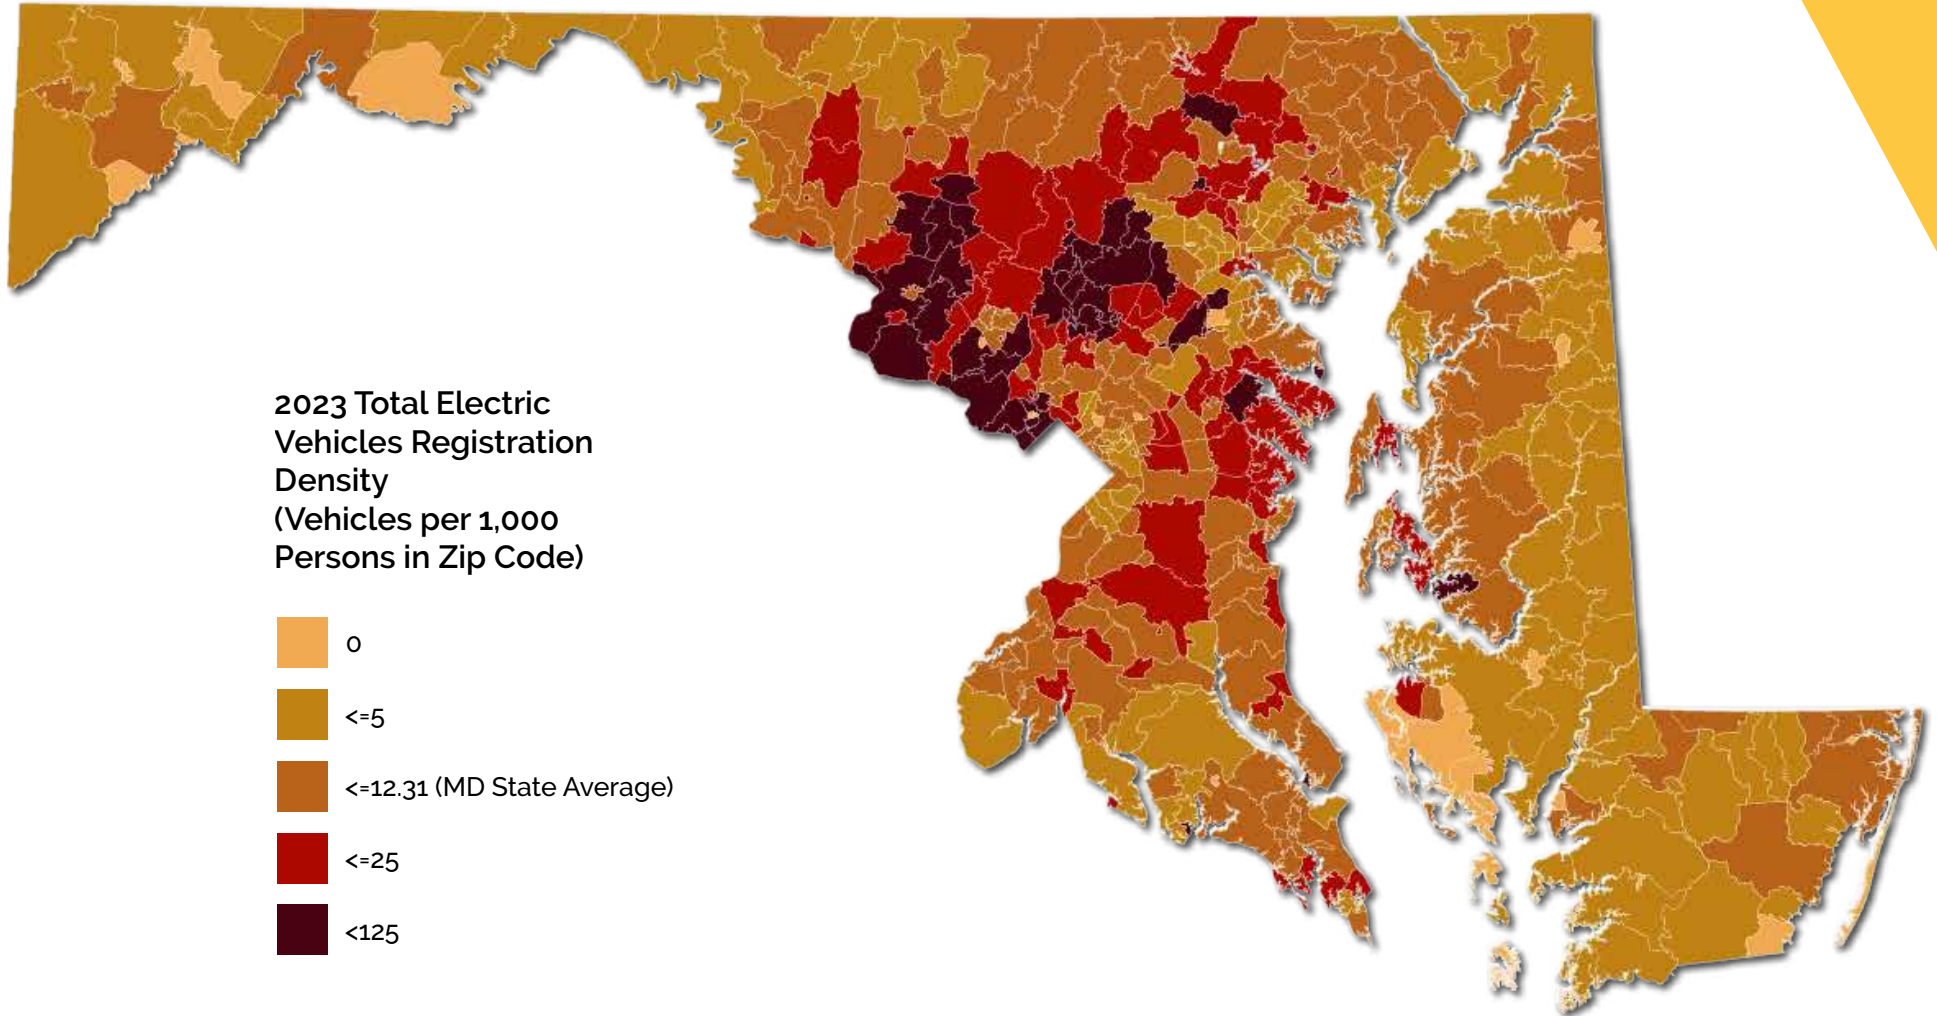 2023 Total Electric
Vehicles Registration
Density
(Vehicles per 1,000
Persons in Zip Code)
0
<=5
<=12.31 (MD State Average)
<=25
<125